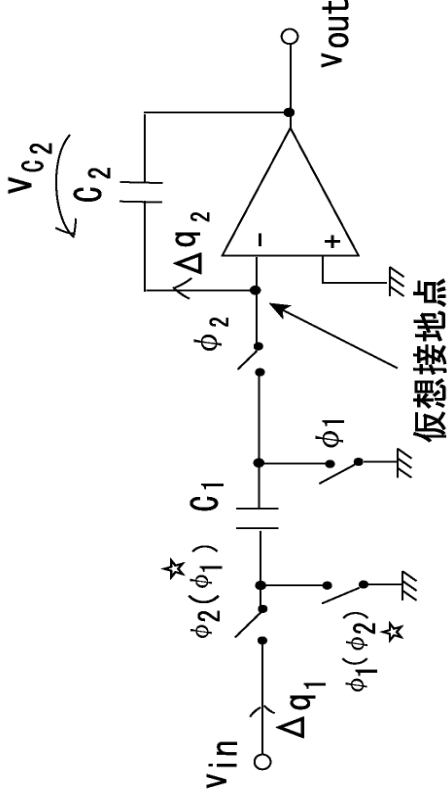 vin
Δq1
φ2(φ1)
☆
φ1(φ2)
☆
C1
φ1
φ2
Δq2
VC2
C2
−
+
vout
仮想接地点